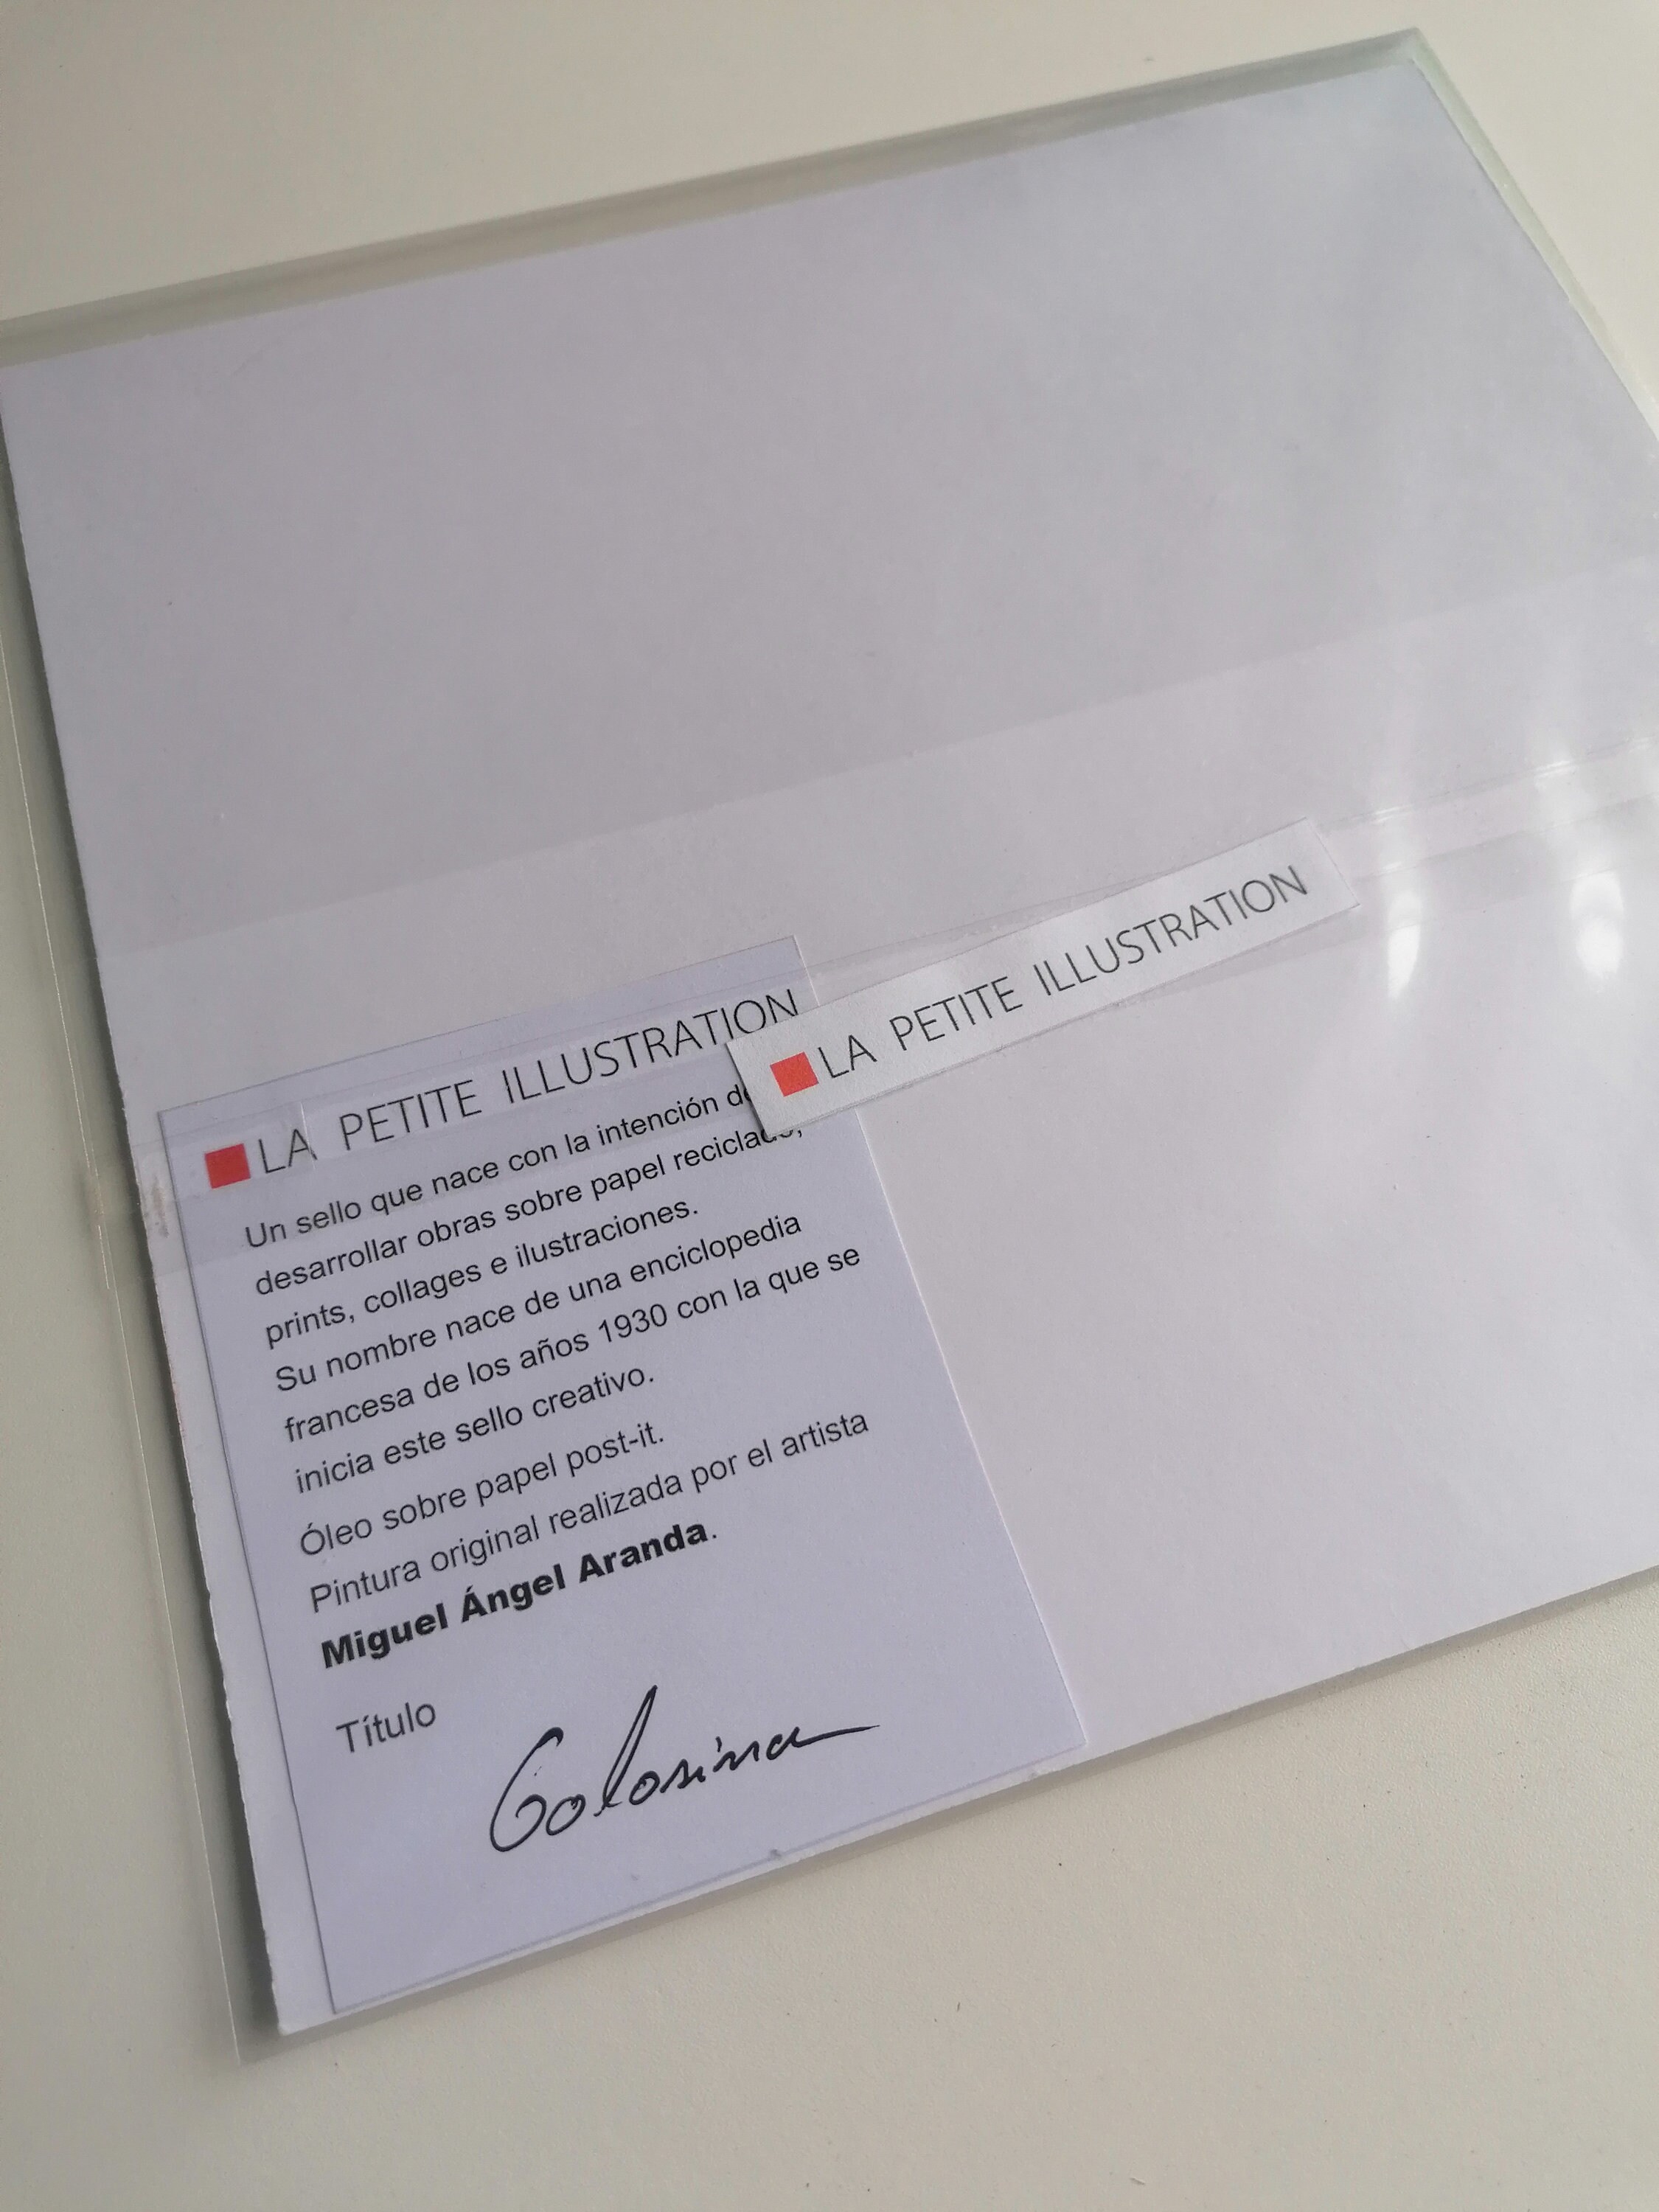 LA PETITE ILLUSTRATION
LA PETITE ILLUSTRATION
Un sello que nace con la intención de
desarrollar obras sobre papel reciclado,
prints, collages e ilustraciones.
Su nombre nace de una enciclopedia
francesa de los años 1930 con la que se
inicia este sello creativo.
Óleo sobre papel post-it.
Pintura original realizada por el artista
Miguel Ángel Aranda.
Título
Golosina